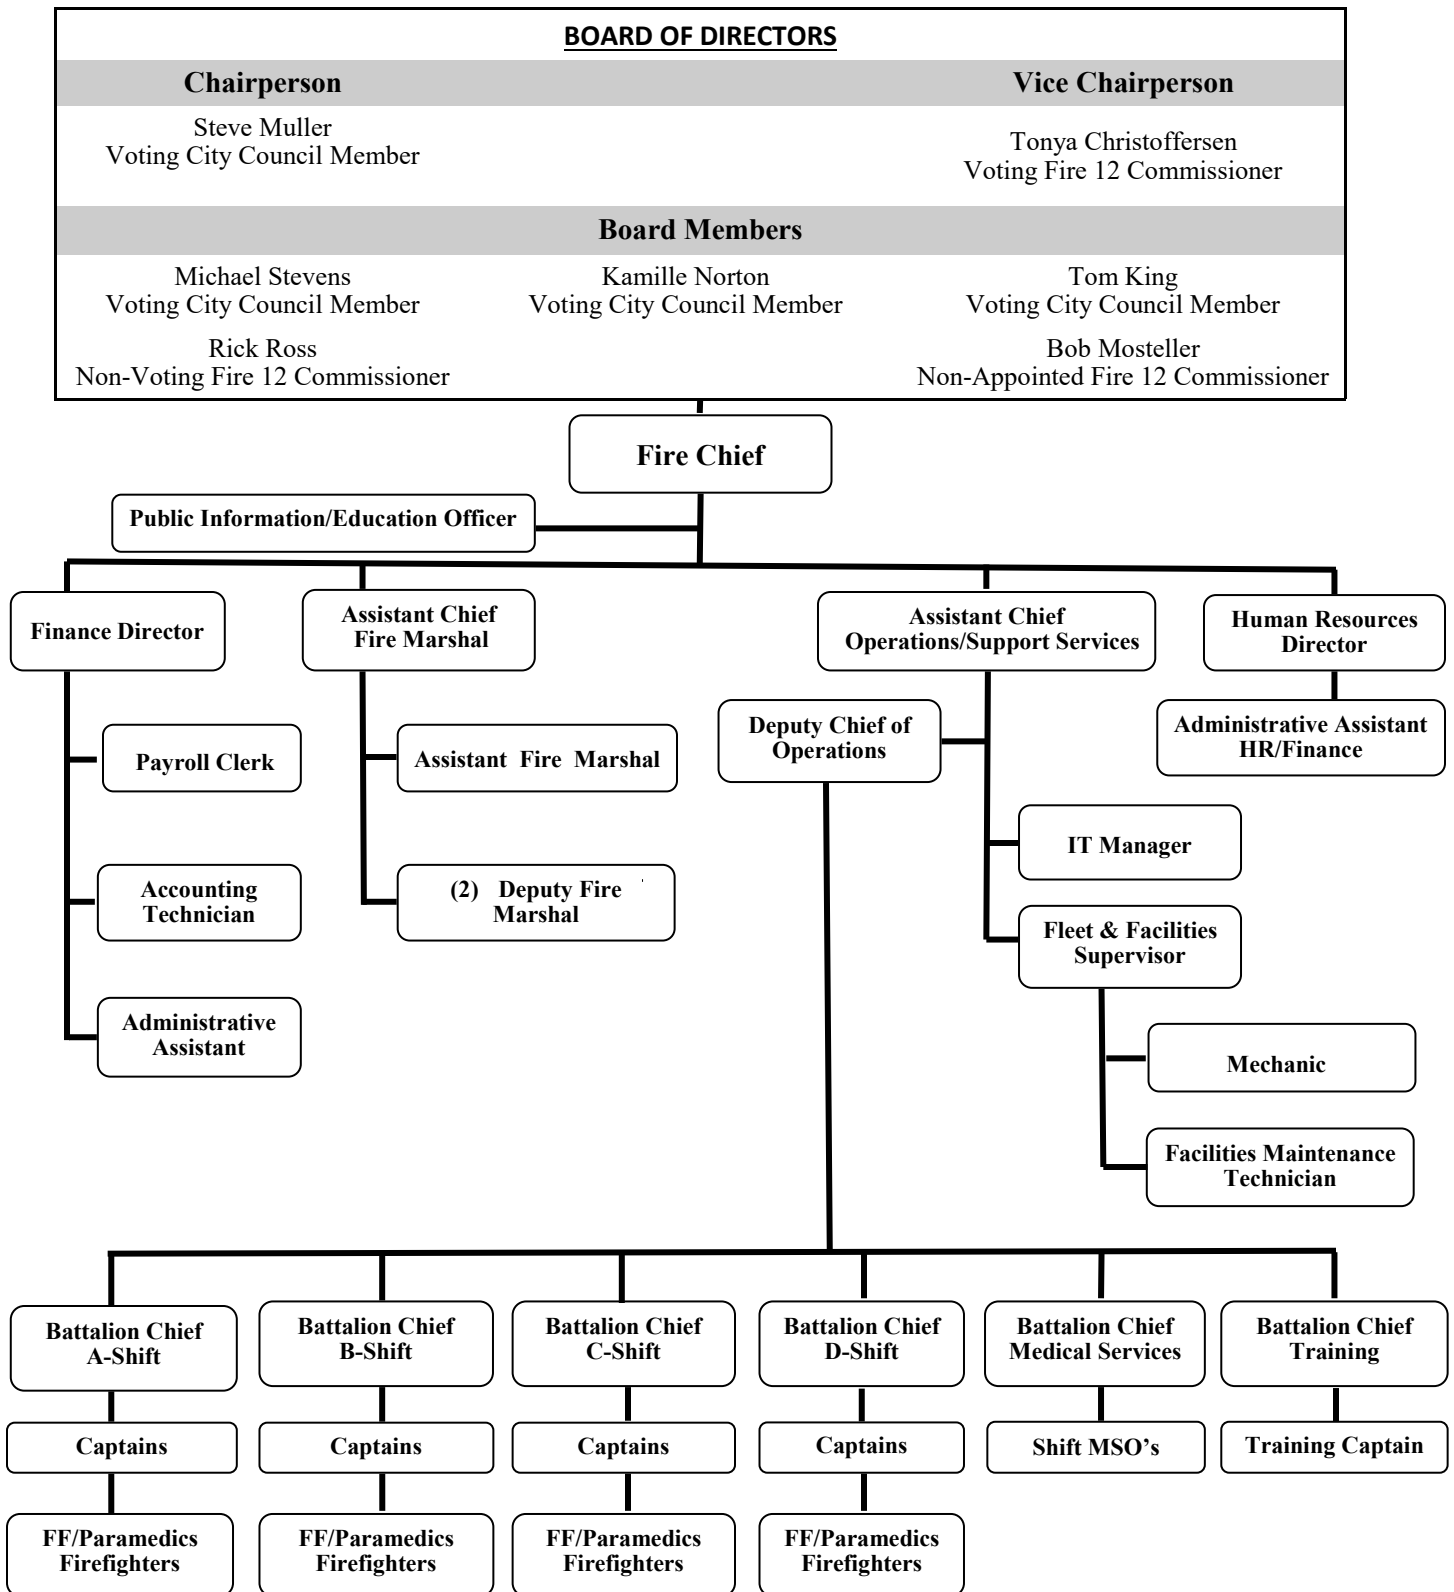 BOARD OF DIRECTORS
Chairperson
Vice Chairperson
Steve Muller
Voting City Council Member
Tonya Christoffersen
Voting Fire 12 Commissioner
Board Members
Michael Stevens
Voting City Council Member
Kamille Norton
Voting City Council Member
Tom King
Voting City Council Member
Rick Ross
Non-Voting Fire 12 Commissioner
Bob Mosteller
Non-Appointed Fire 12 Commissioner
Fire Chief
Public Information/Education Officer
Finance Director
Assistant Chief
Fire Marshal
Assistant Chief
Operations/Support Services
Human Resources
Director
Payroll Clerk
Assistant Fire Marshal
Deputy Chief of
Operations
Administrative Assistant
HR/Finance
IT Manager
Accounting
Technician
(2) Deputy Fire
Marshal
Fleet & Facilities
Supervisor
Administrative
Assistant
Mechanic
Facilities Maintenance
Technician
Battalion Chief
A-Shift
Battalion Chief
B-Shift
Battalion Chief
C-Shift
Battalion Chief
D-Shift
Battalion Chief
Medical Services
Battalion Chief
Training
Captains
Captains
Captains
Captains
Shift MSO’s
Training Captain
FF/Paramedics
Firefighters
FF/Paramedics
Firefighters
FF/Paramedics
Firefighters
FF/Paramedics
Firefighters